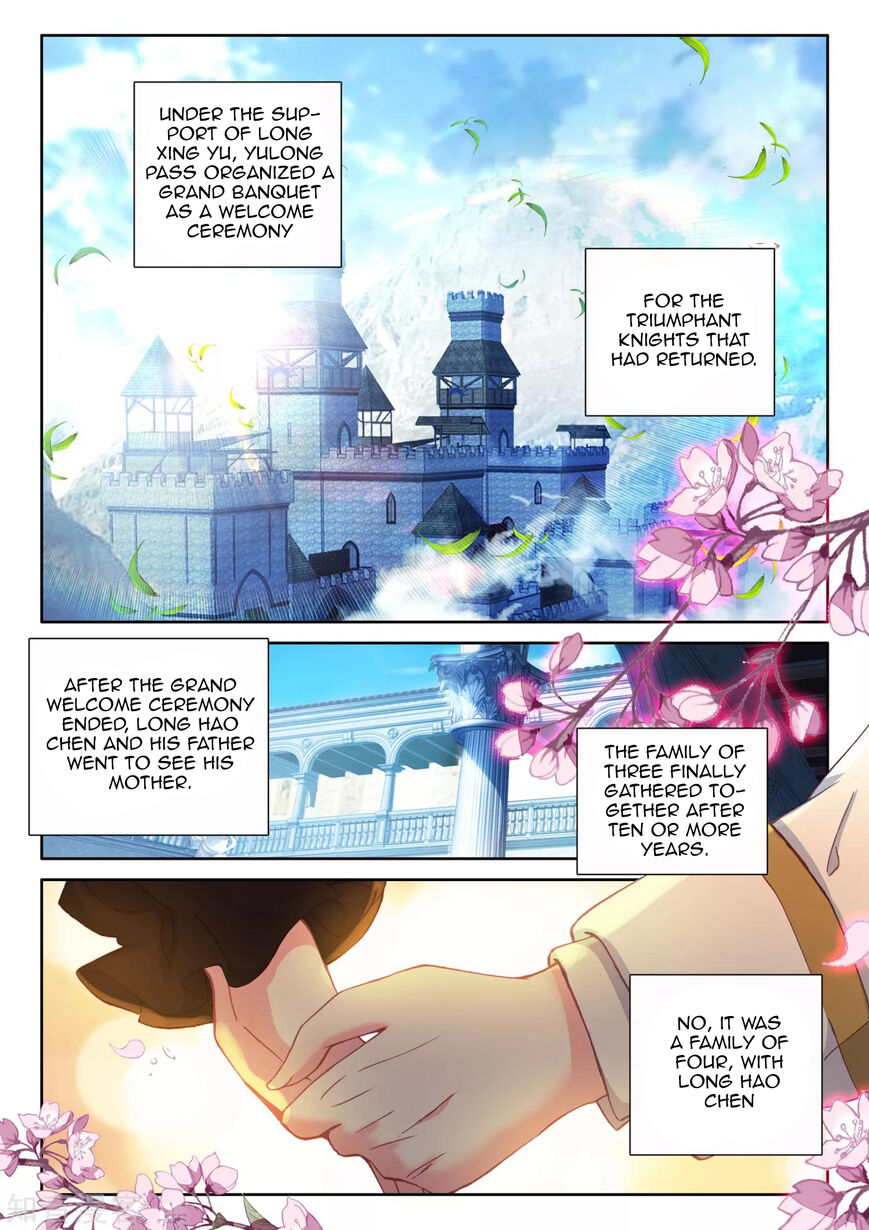 UNDER THE SUP-
PORT OF LONG
XING YU, YULONG
PASS ORGANIZED A
GRAND BANQUET
AS A WELCOME
CEREMONY
FOR THE
TRIUMPHANT
KNIGHTS THAT
HAD RETURNED.
AFTER THE GRAND
WELCOME CEREMONY
ENDED, LONG HAO
CHEN AND HIS FATHER
WENT TO SEE HIS
MOTHER.
THE FAMILY OF
THREE FINALLY
GATHERED TO-
GETHER AFTER
TEN OR MORE
YEARS.
NO, IT WAS
A FAMILY OF
FOUR, WITH
LONG HAO
CHEN